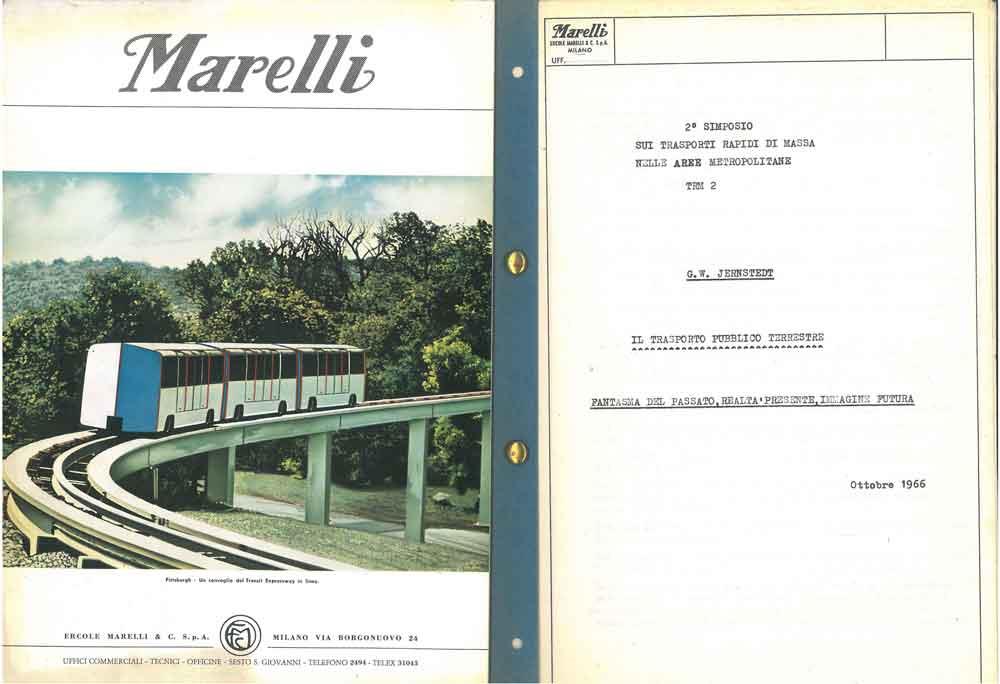 Marelli
Pittsburgh - Un convoglio del Transit Expressway in linea.
ERCOLE MARELLI & C. S.p.A.
MILANO VIA BORGONUOVO 24
UFFICI COMMERCIALI - TECNICI - OFFICINE - SESTO S. GIOVANNI - TELEFONO 2494 - TELEX 31043
Marelli
ERCOLE MARELLI & C. S.p.A.
MILANO
UFF.
2° SIMPOSIO
SUI TRASPORTI RAPIDI DI MASSA
NELLE AREE METROPOLITANE
TRM 2
G.W. JERNSTEDT
IL TRASPORTO PUBBLICO TERRESTRE
FANTASMA DEL PASSATO,REALTA'PRESENTE,IMMAGINE FUTURA
Ottobre 1966